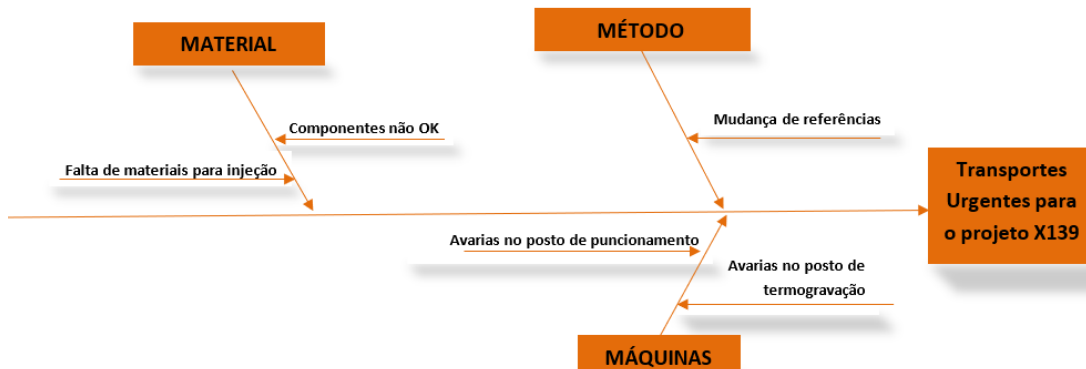 MATERIAL
MÉTODO
Componentes não OK
Mudança de referências
Falta de materiais para injeção
Transportes
Urgentes para
o projeto X139
Avarias no posto de puncionamento
Avarias no posto de
termogravação
MÁQUINAS